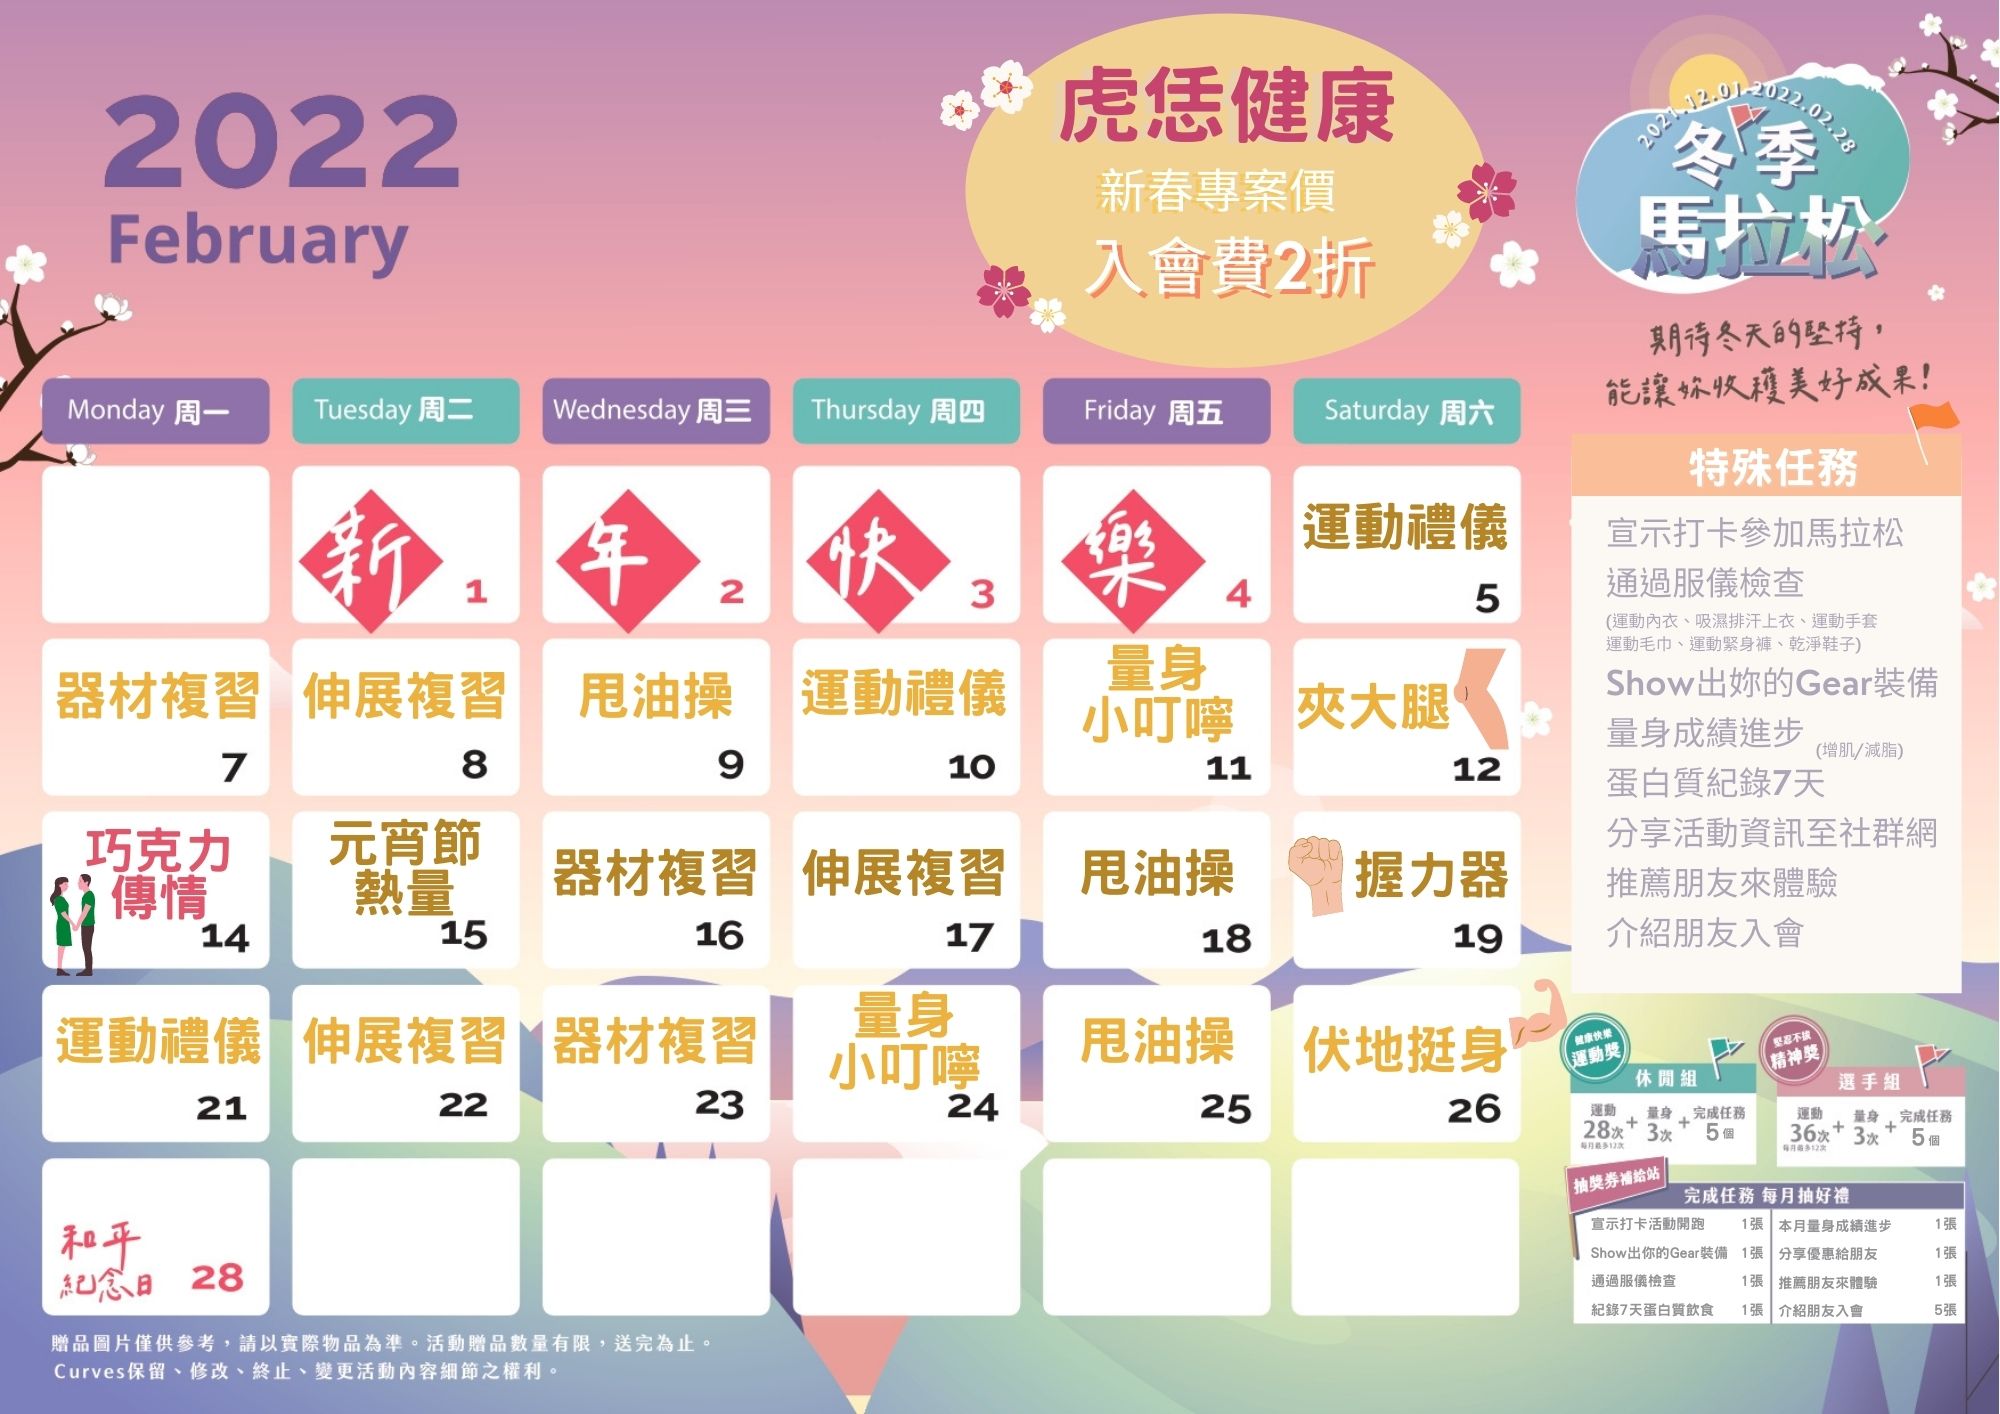 2022
February
虎恁健康
新春專案價
入會費2折
2021.12.01-2022.02.28
冬季
馬拉松
期待冬天的堅持，
能讓妳收穫美好成果!
Monday 周一
Tuesday 周二
Wednesday 周三
Thursday 周四
Friday 周五
Saturday 周六
新
1
年
2
快
3
樂
4
運動禮儀
5
器材複習
7
伸展複習
8
甩油操
9
運動禮儀
10
量身
小叮嚀
11
夾大腿
12
巧克力
傳情
14
元宵節
熱量
15
器材複習
16
伸展複習
17
甩油操
18
握力器
19
運動禮儀
21
伸展複習
22
器材複習
23
量身
小叮嚀
24
甩油操
25
伏地挺身
26
和平
紀念日
28
特殊任務
宣示打卡參加馬拉松
通過服儀檢查
(運動內衣、吸濕排汗上衣、運動手套
運動毛巾、運動緊身褲、乾淨鞋子)
Show出妳的Gear裝備
量身成績進步 (增肌/減脂)
蛋白質紀錄7天
分享活動資訊至社群網
推薦朋友來體驗
介紹朋友入會
健康快樂
運動獎
休閒組
運動
28次
每月最多12次
+
量身
3次
+
完成任務
5個
堅忍不拔
精神獎
選手組
運動
36次
每月最多12次
+
量身
3次
+
完成任務
5個
抽獎券補給站
完成任務 每月抽好禮
宣示打卡活動開跑 1張
本月量身成績進步 1張
Show出你的Gear裝備 1張
分享優惠給朋友 1張
通過服儀檢查 1張
推薦朋友來體驗 1張
紀錄7天蛋白質飲食 1張
介紹朋友入會 5張
贈品圖片僅供參考，請以實際物品為準。活動贈品數量有限，送完為止。
Curves保留、修改、終止、變更活動內容細節之權利。